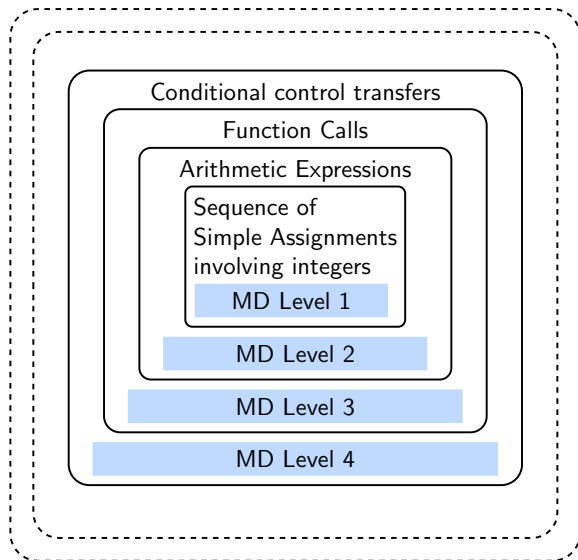 Conditional control transfers
Function Calls
Arithmetic Expressions
Sequence of
Simple Assignments
involving integers
MD Level 1
MD Level 2
MD Level 3
MD Level 4